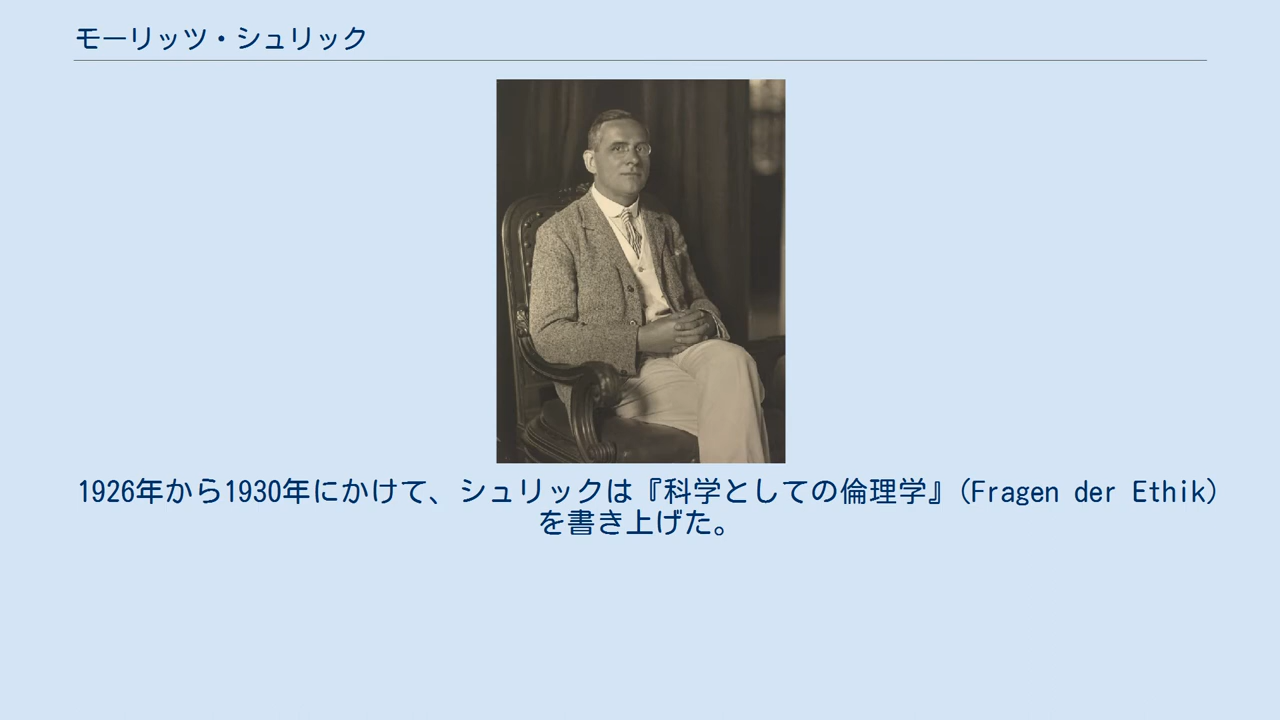 モーリッツ・シュリック
1926年から1930年にかけて、シュリックは『科学としての倫理学』(Fragen der Ethik)
を書き上げた。